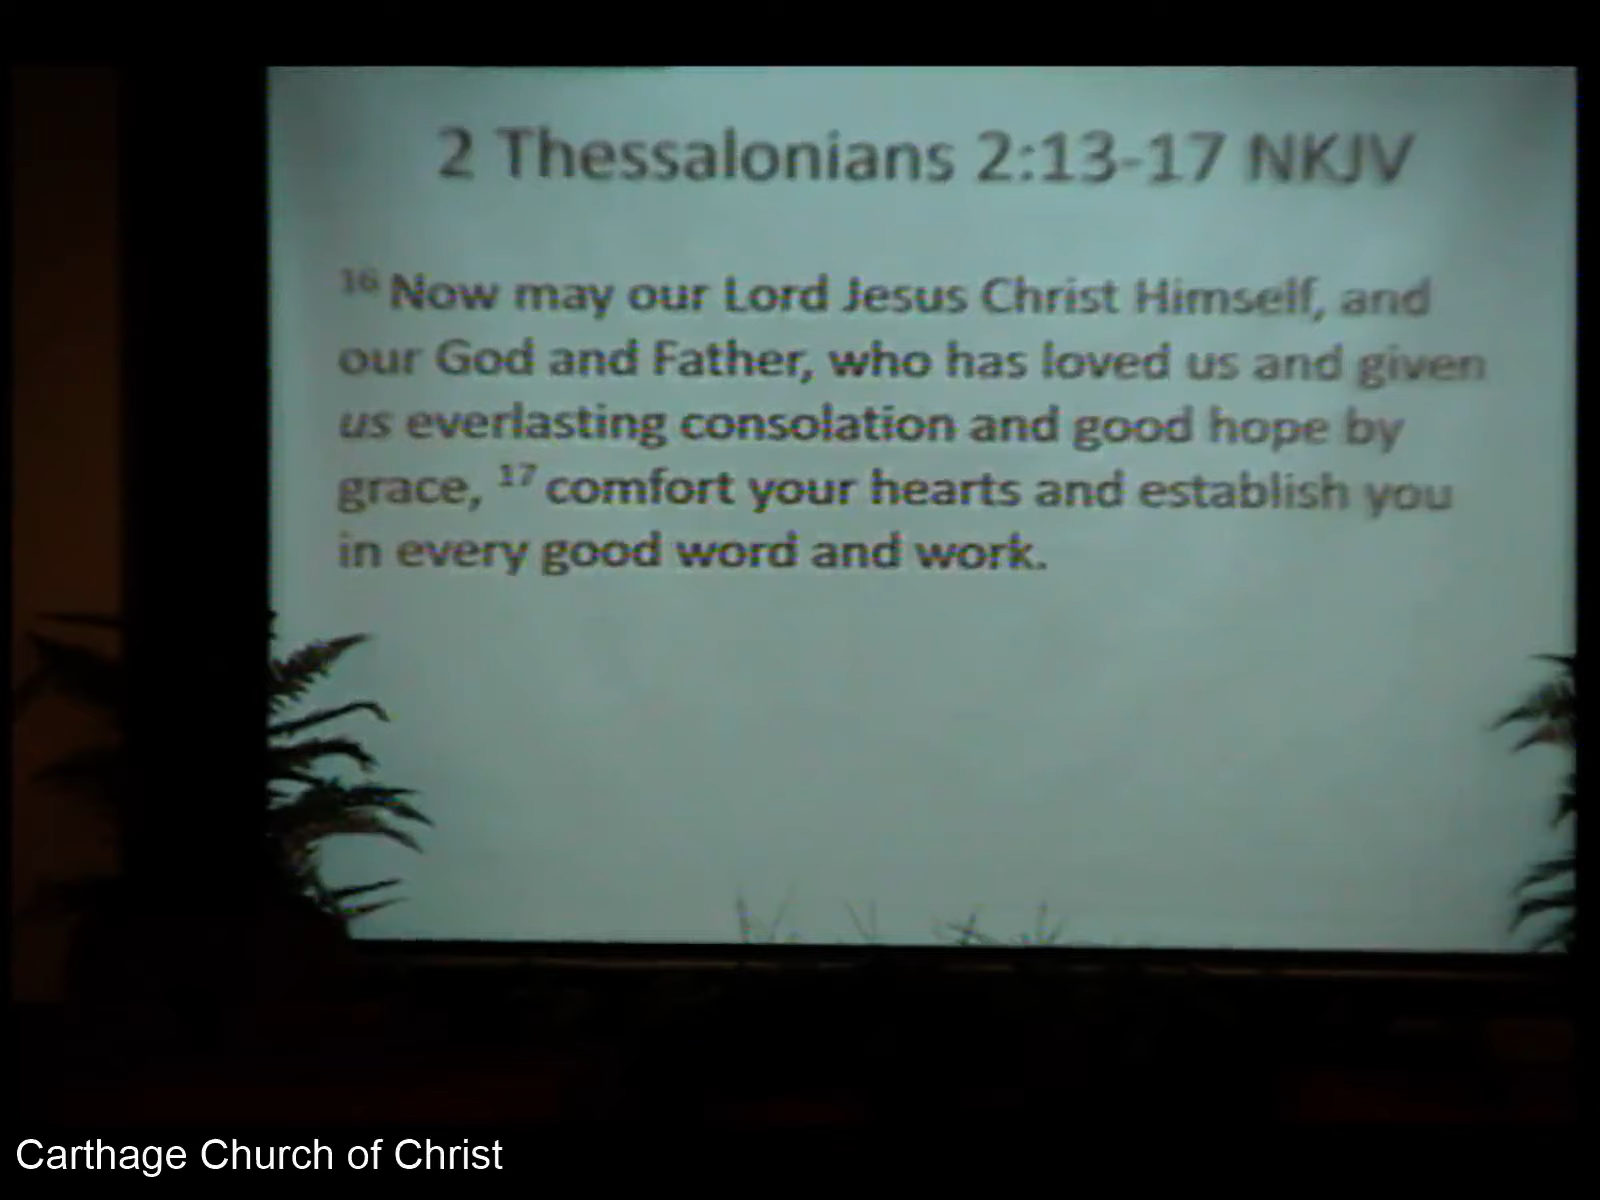 2 Thessalonians 2:13-17 NKJV
16 Now may our Lord Jesus Christ Himself, and
our God and Father, who has loved us and given
us everlasting consolation and good hope by
grace, 17 comfort your hearts and establish you
in every good word and work.
Carthage Church of Christ